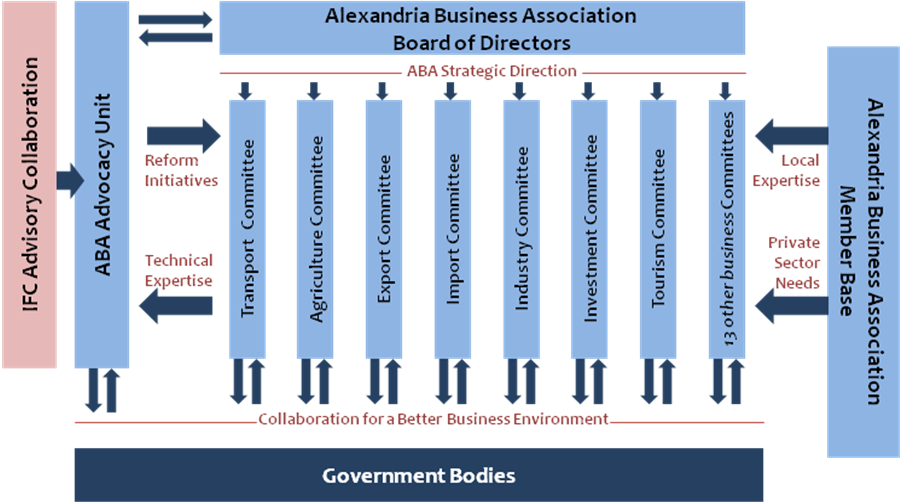 Alexandria Business Association
Board of Directors
ABA Strategic Direction
IFC Advisory Collaboration
ABA Advocacy Unit
Reform
Initiatives
Technical
Expertise
Transport Committee
Agriculture Committee
Export Committee
Import Committee
Industry Committee
Investment Committee
Tourism Committee
13 other business Committees
Local
Expertise
Private
Sector
Needs
Alexandria Business Association
Member Base
Collaboration for a Better Business Environment
Government Bodies